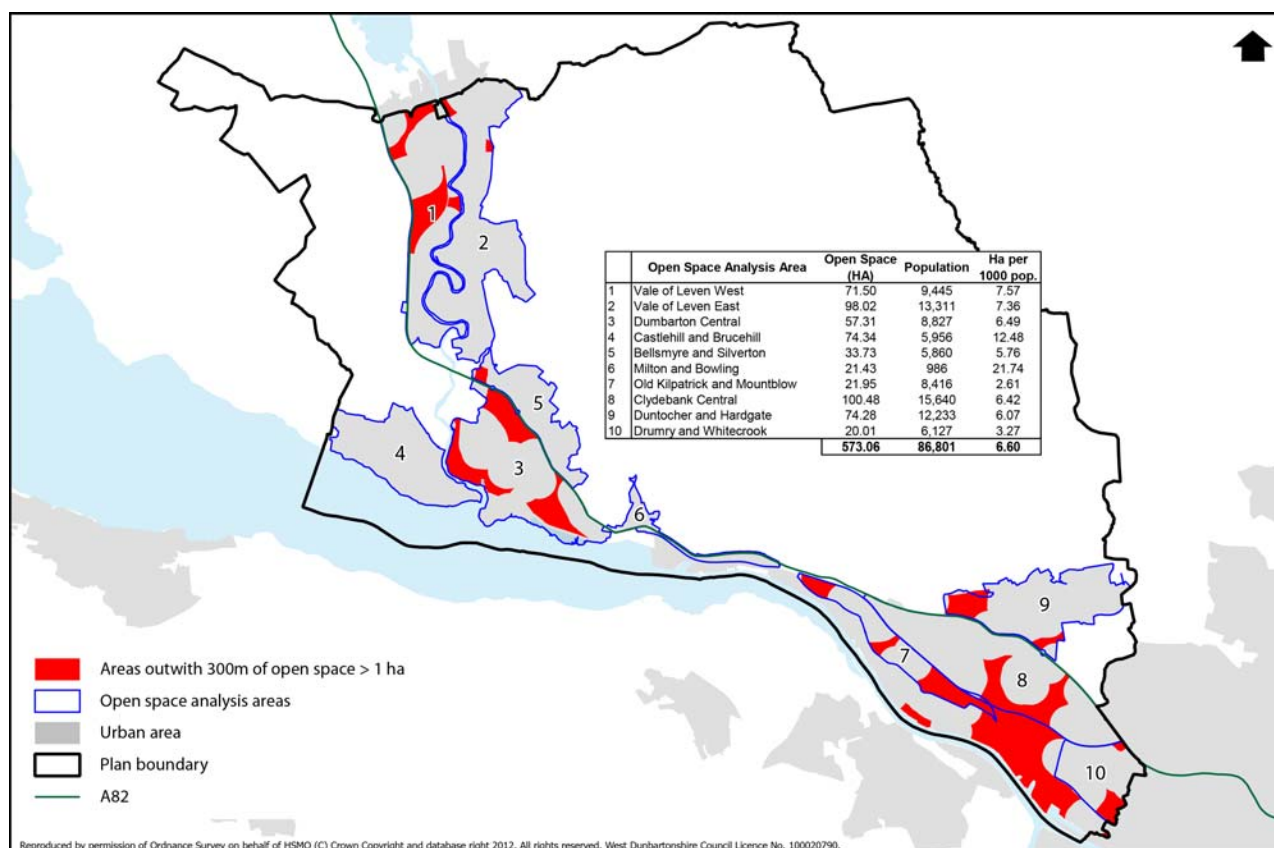 Open Space Analysis Area Open Space (HA) Population Ha per 1000 pop.
1 Vale of Leven West 71.50 9,445 7.57
2 Vale of Leven East 98.02 13,311 7.36
3 Dumbarton Central 57.31 8,827 6.49
4 Castlehill and Brucehill 74.34 5,956 12.48
5 Bellsmyre and Silverton 33.73 5,860 5.76
6 Milton and Bowling 21.43 986 21.74
7 Old Kilpatrick and Mountblow 21.95 8,416 2.61
8 Clydebank Central 100.48 15,640 6.42
9 Duntocher and Hardgate 74.28 12,233 6.07
10 Drumry and Whitecrook 20.01 6,127 3.27
573.06 86,801 6.60
1
2
3
4
5
6
7
8
9
10
Areas outwith 300m of open space > 1 ha
Open space analysis areas
Urban area
Plan boundary
A82
Reproduced by permission of Ordnance Survey on behalf of HSMO (C) Crown Copyright and database right 2012. All rights reserved. West Dunbartonshire Council Licence No. 100020790.